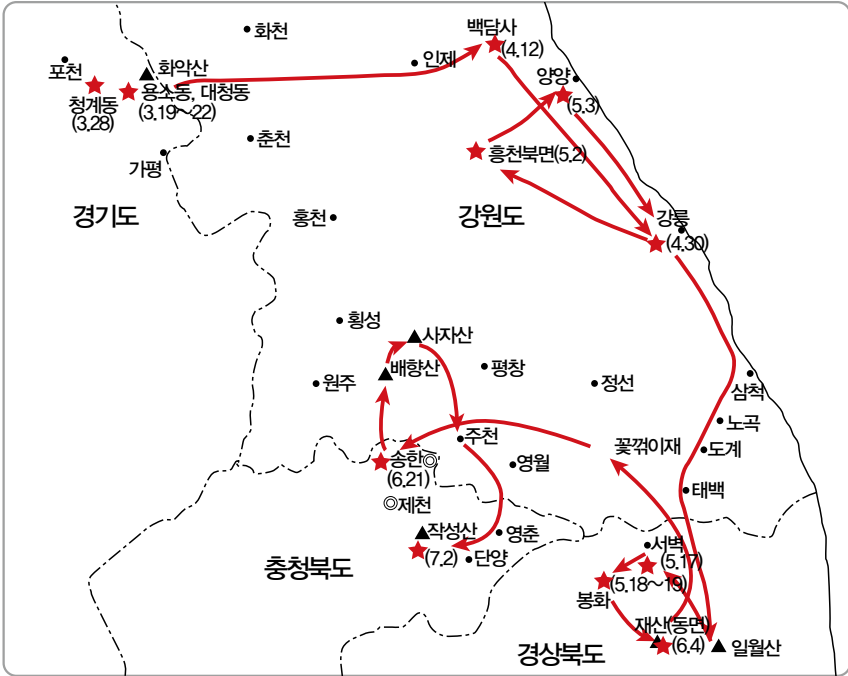 화천
백담사
(4.12)
포천
화악산
인제
양양
(5.3)
청계동
(3.28)
용소동, 대청동
(3.19~22)
춘천
가평
흥천북면(5.2)
경기도
홍천
강원도
강릉
(4.30)
횡성
사자산
배향산
평창
원주
정선
삼척
노곡
주천
꽃꺾이재
도계
송한
(6.21)
영월
태백
제천
작성산
(7.2)
영춘
단양
충청북도
서벽
(5.17)
(5.18~19)
봉화
재산(동면)
(6.4)
일월산
경상북도